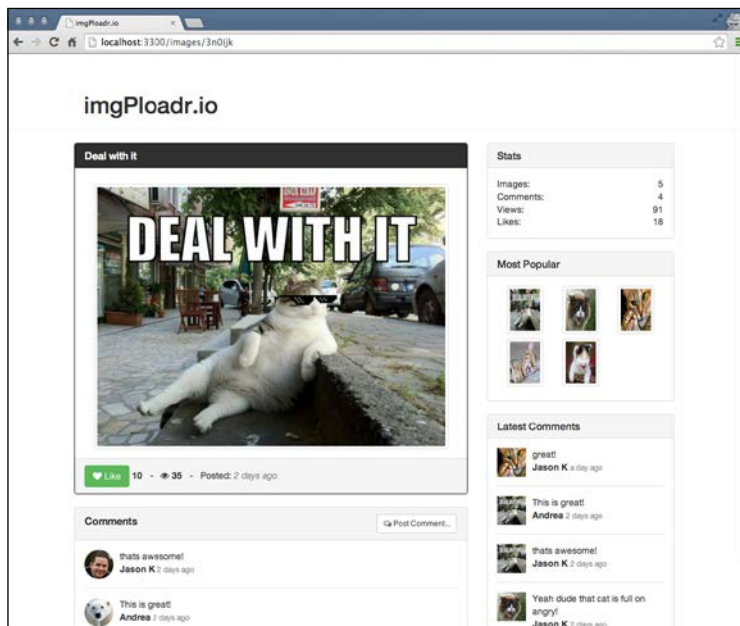 imgPloadr.io
localhost:3300/images/3n0ijk
imgPloadr.io
Deal with it
DEAL WITH IT
Like 10 - 35 - Posted: 2 days ago
Comments
Post Comment...
thats awesome!
Jason K 2 days ago
This is great!
Andrea 2 days ago
Stats
Images: 5
Comments: 4
Views: 91
Likes: 18
Most Popular
Latest Comments
great!
Jason K a day ago
This is great!
Andrea 2 days ago
thats awesome!
Jason K 2 days ago
Yeah dude that cat is full on
angry!
Jason K 2 days ago